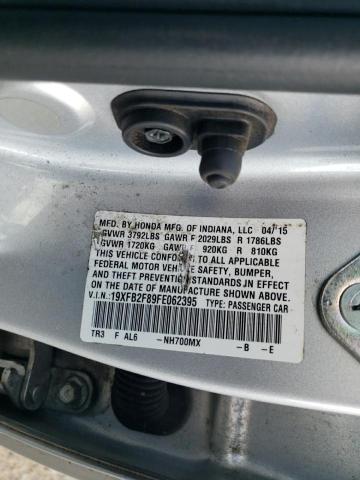 MFD. BY HONDA MFG. OF INDIANA, LLC 04/15
GVWR 3792LBS GAWR F 2029LBS R 1786LBS
GVWR 1720KG GAWR F 920KG R 810KG
THIS VEHICLE CONFORMS TO ALL APPLICABLE
FEDERAL MOTOR VEHICLE SAFETY, BUMPER,
AND THEFT PREVENTION STANDARDS IN EFFECT
ON THE DATE OF MANUFACTURE SHOWN ABOVE.
V.I.N.: 19XFB2F89FE062395 TYPE: PASSENGER CAR
TR3 F AL6 -NH700MX -B -E